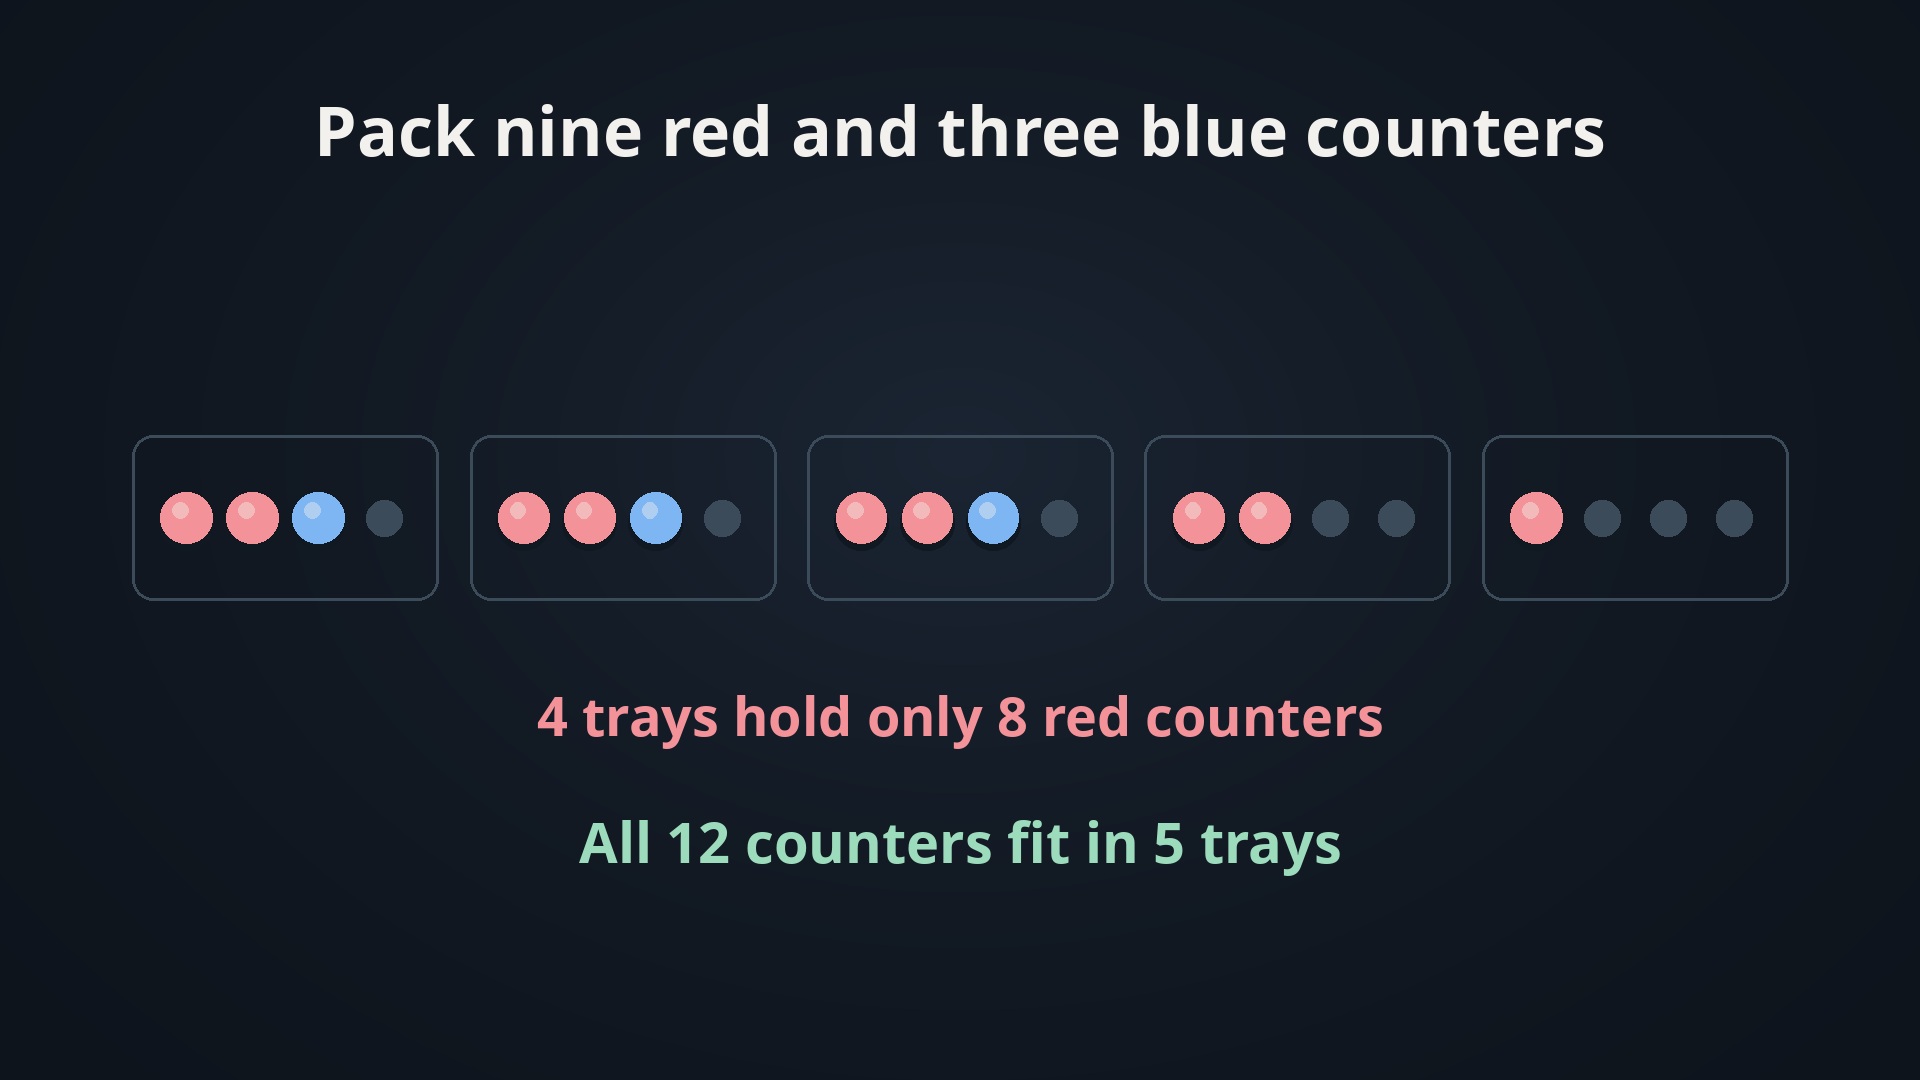 Pack nine red and three blue counters
4 trays hold only 8 red counters
All 12 counters fit in 5 trays